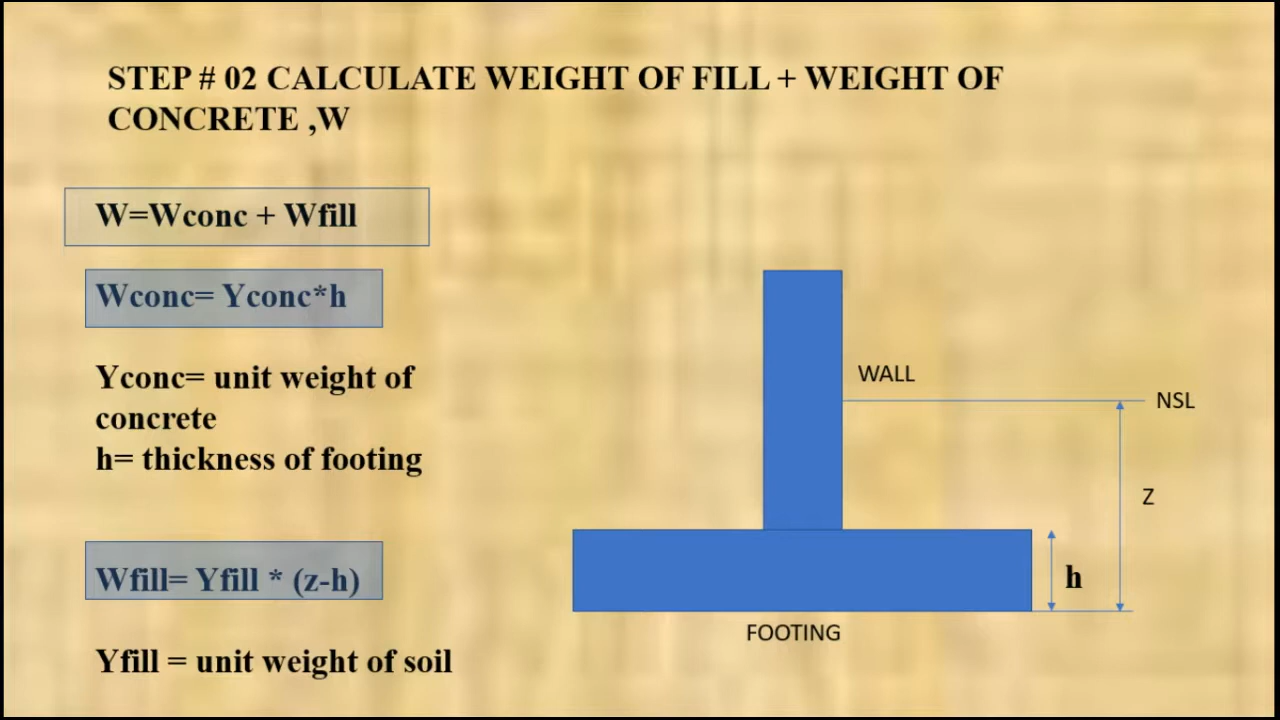 STEP # 02 CALCULATE WEIGHT OF FILL + WEIGHT OF
CONCRETE ,W
W=Wconc + Wfill
Wconc= Yconc*h
Yconc= unit weight of
concrete
h= thickness of footing
Wfill= Yfill * (z-h)
Yfill = unit weight of soil
WALL
NSL
Z
h
FOOTING